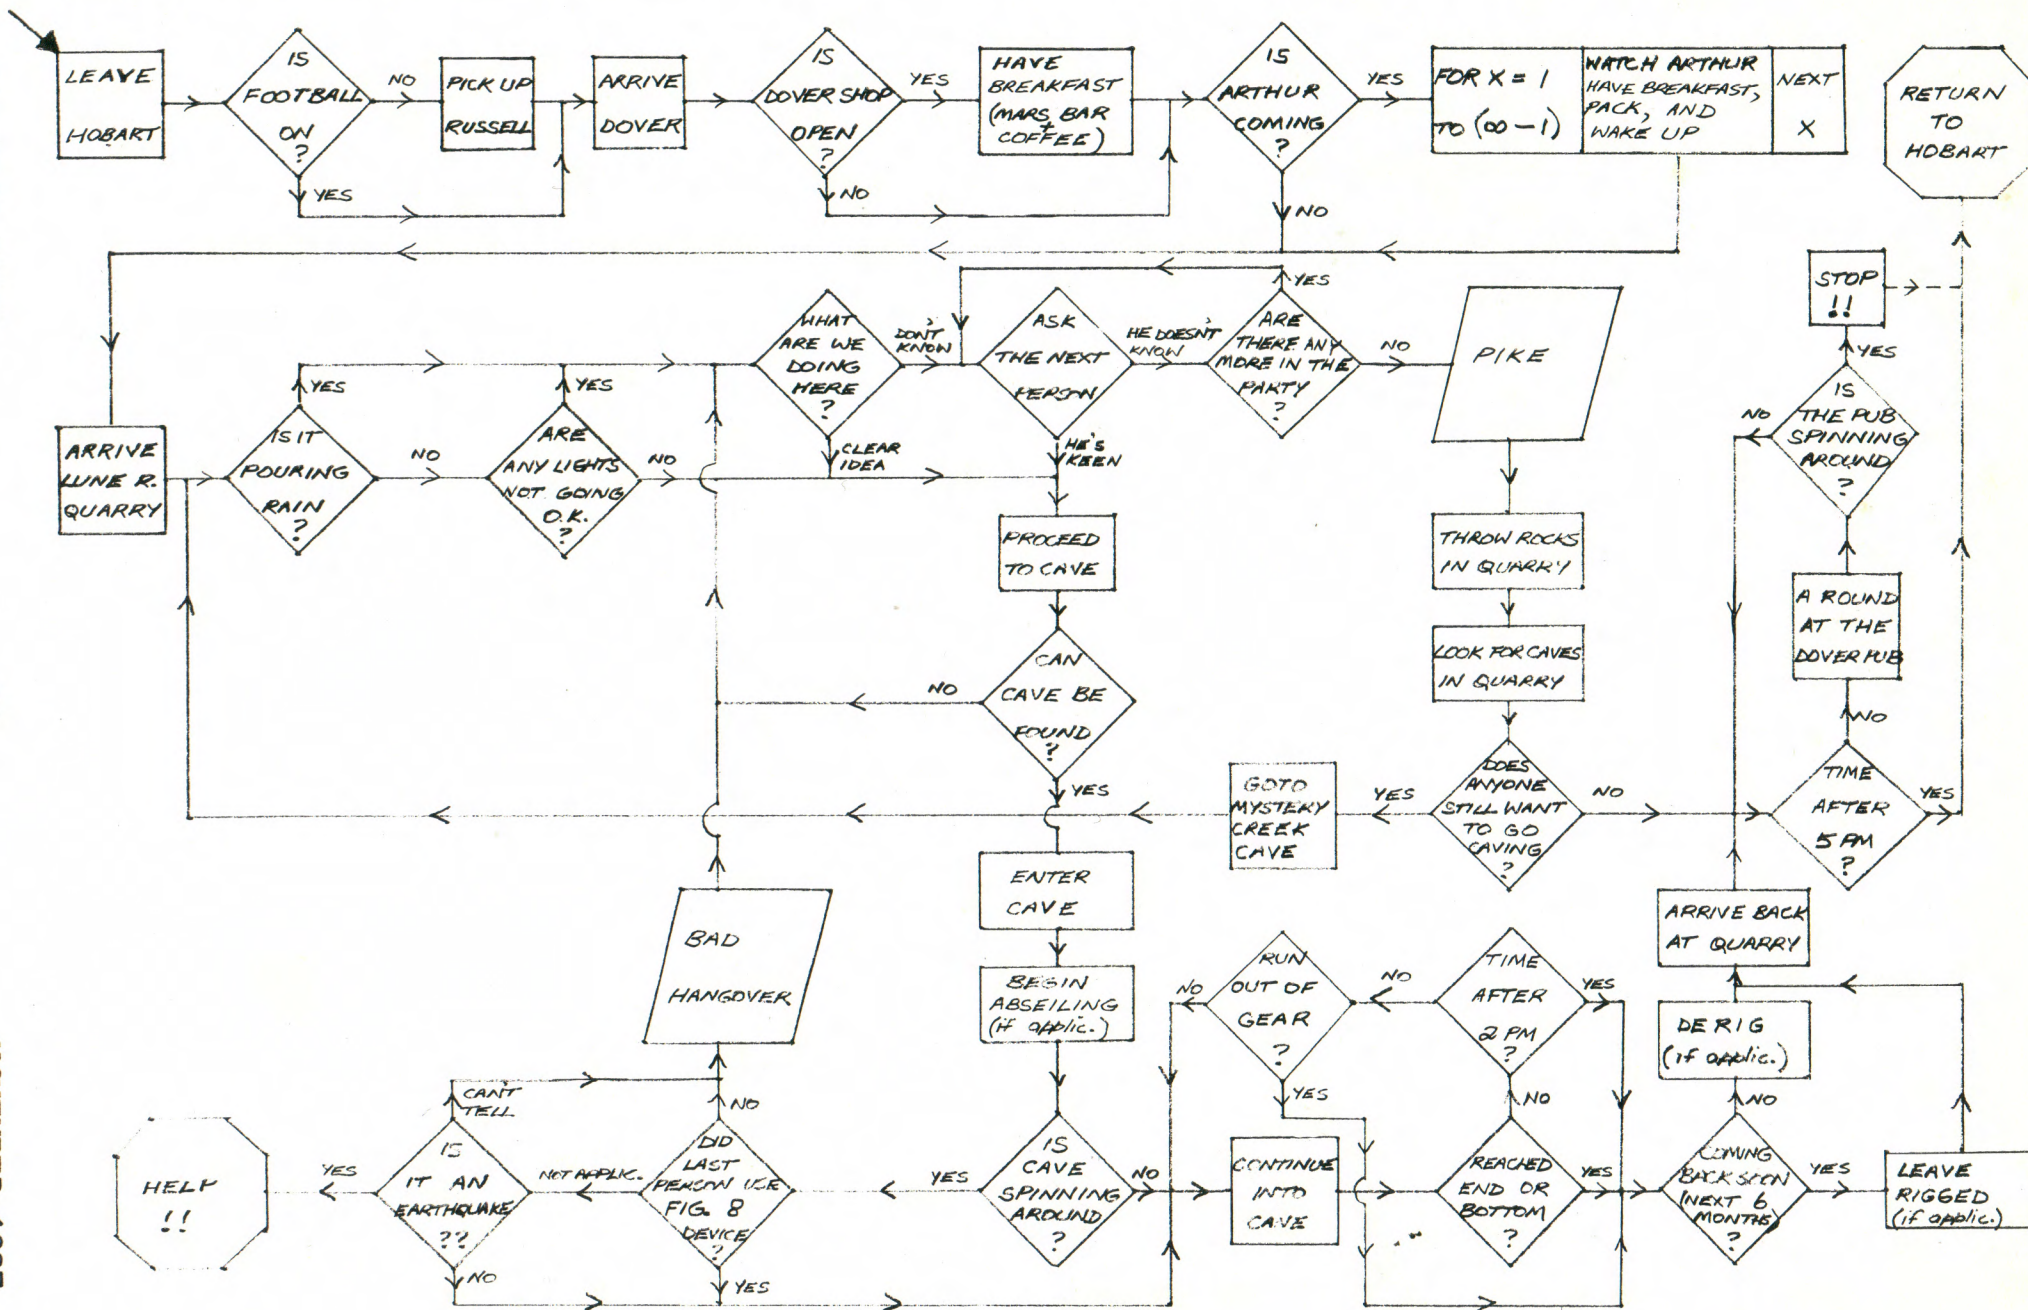 LEAVE
HOBART
IS
FOOTBALL
ON
?
NO
YES
PICK UP
RUSSELL
ARRIVE
DOVER
IS
DOVER SHOP
OPEN
?
YES
NO
HAVE
BREAKFAST
(MARS BAR
+
COFFEE)
IS
ARTHUR
COMING
?
YES
NO
FOR X = 1
TO (∞ - 1)
WATCH ARTHUR
HAVE BREAKFAST,
PACK, AND
WAKE UP
NEXT
X
RETURN
TO
HOBART
ARRIVE
LUNE R.
QUARRY
IS IT
POURING
RAIN
?
YES
NO
ARE
ANY LIGHTS
NOT GOING
O.K.
?
YES
NO
WHAT
ARE WE
DOING
HERE
?
DON'T
KNOW
CLEAR
IDEA
ASK
THE NEXT
PERSON
HE DOESN'T
KNOW
HE'S
KEEN
ARE
THERE ANY
MORE IN THE
PARTY
?
YES
NO
PIKE
THROW ROCKS
IN QUARRY
LOOK FOR CAVES
IN QUARRY
DOES
ANYONE
STILL WANT
TO GO
CAVING
?
YES
NO
GOTO
MYSTERY
CREEK
CAVE
STOP
!!
YES
IS
THE PUB
SPINNING
AROUND
?
NO
A ROUND
AT THE
DOVER PUB
NO
TIME
AFTER
5 PM
?
YES
PROCEED
TO CAVE
CAN
CAVE BE
FOUND
?
NO
YES
ENTER
CAVE
BEGIN
ABSEILING
(if applic.)
IS
CAVE
SPINNING
AROUND
?
YES
NO
DID
LAST
PERSON USE
FIG. 8
DEVICE
?
NO
YES
NOT APPLIC.
BAD
HANGOVER
IS
IT AN
EARTHQUAKE
??
CAN'T
TELL
YES
NO
HELP
!!
CONTINUE
INTO
CAVE
REACHED
END OR
BOTTOM
?
NO
YES
TIME
AFTER
2 PM
?
NO
YES
RUN
OUT OF
GEAR
?
NO
YES
COMING
BACK SOON
(NEXT 6
MONTHS)
?
NO
YES
DERIG
(if applic.)
LEAVE
RIGGED
(if applic.)
ARRIVE BACK
AT QUARRY